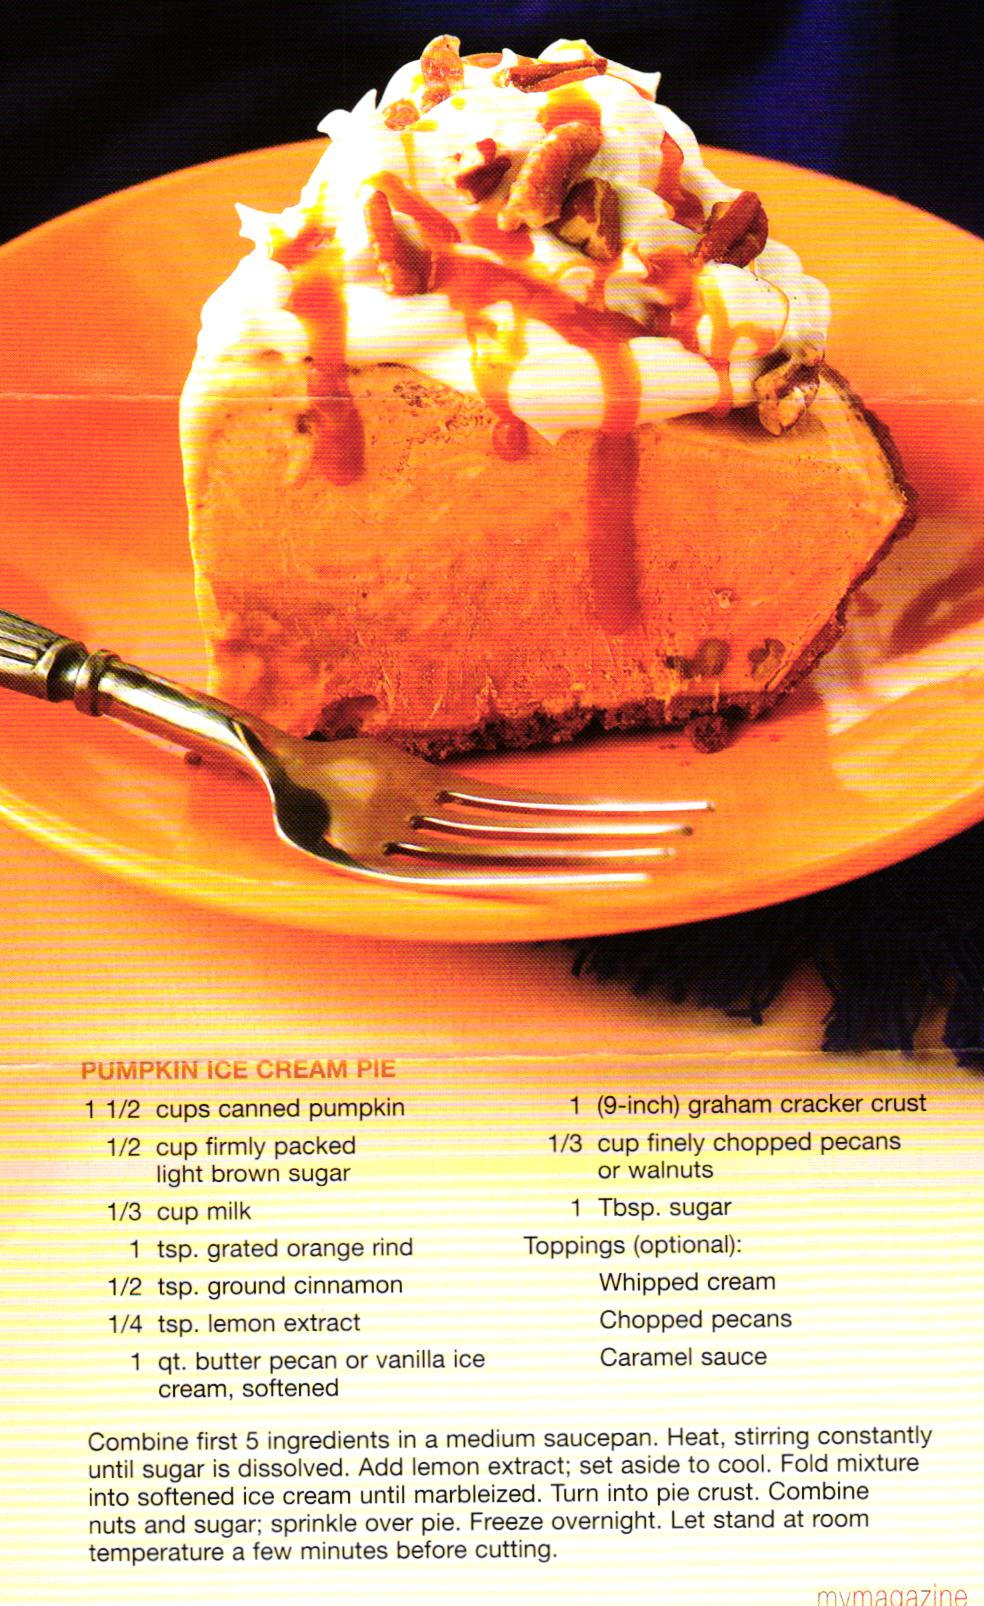 PUMPKIN ICE CREAM PIE
1 1/2 cups canned pumpkin
1/2 cup firmly packed
light brown sugar
1/3 cup milk
1 tsp. grated orange rind
1/2 tsp. ground cinnamon
1/4 tsp. lemon extract
1 qt. butter pecan or vanilla ice
cream, softened
1 (9-inch) graham cracker crust
1/3 cup finely chopped pecans
or walnuts
1 Tbsp. sugar
Toppings (optional):
Whipped cream
Chopped pecans
Caramel sauce
Combine first 5 ingredients in a medium saucepan. Heat, stirring constantly
until sugar is dissolved. Add lemon extract; set aside to cool. Fold mixture
into softened ice cream until marbleized. Turn into pie crust. Combine
nuts and sugar; sprinkle over pie. Freeze overnight. Let stand at room
temperature a few minutes before cutting.
mymagazine